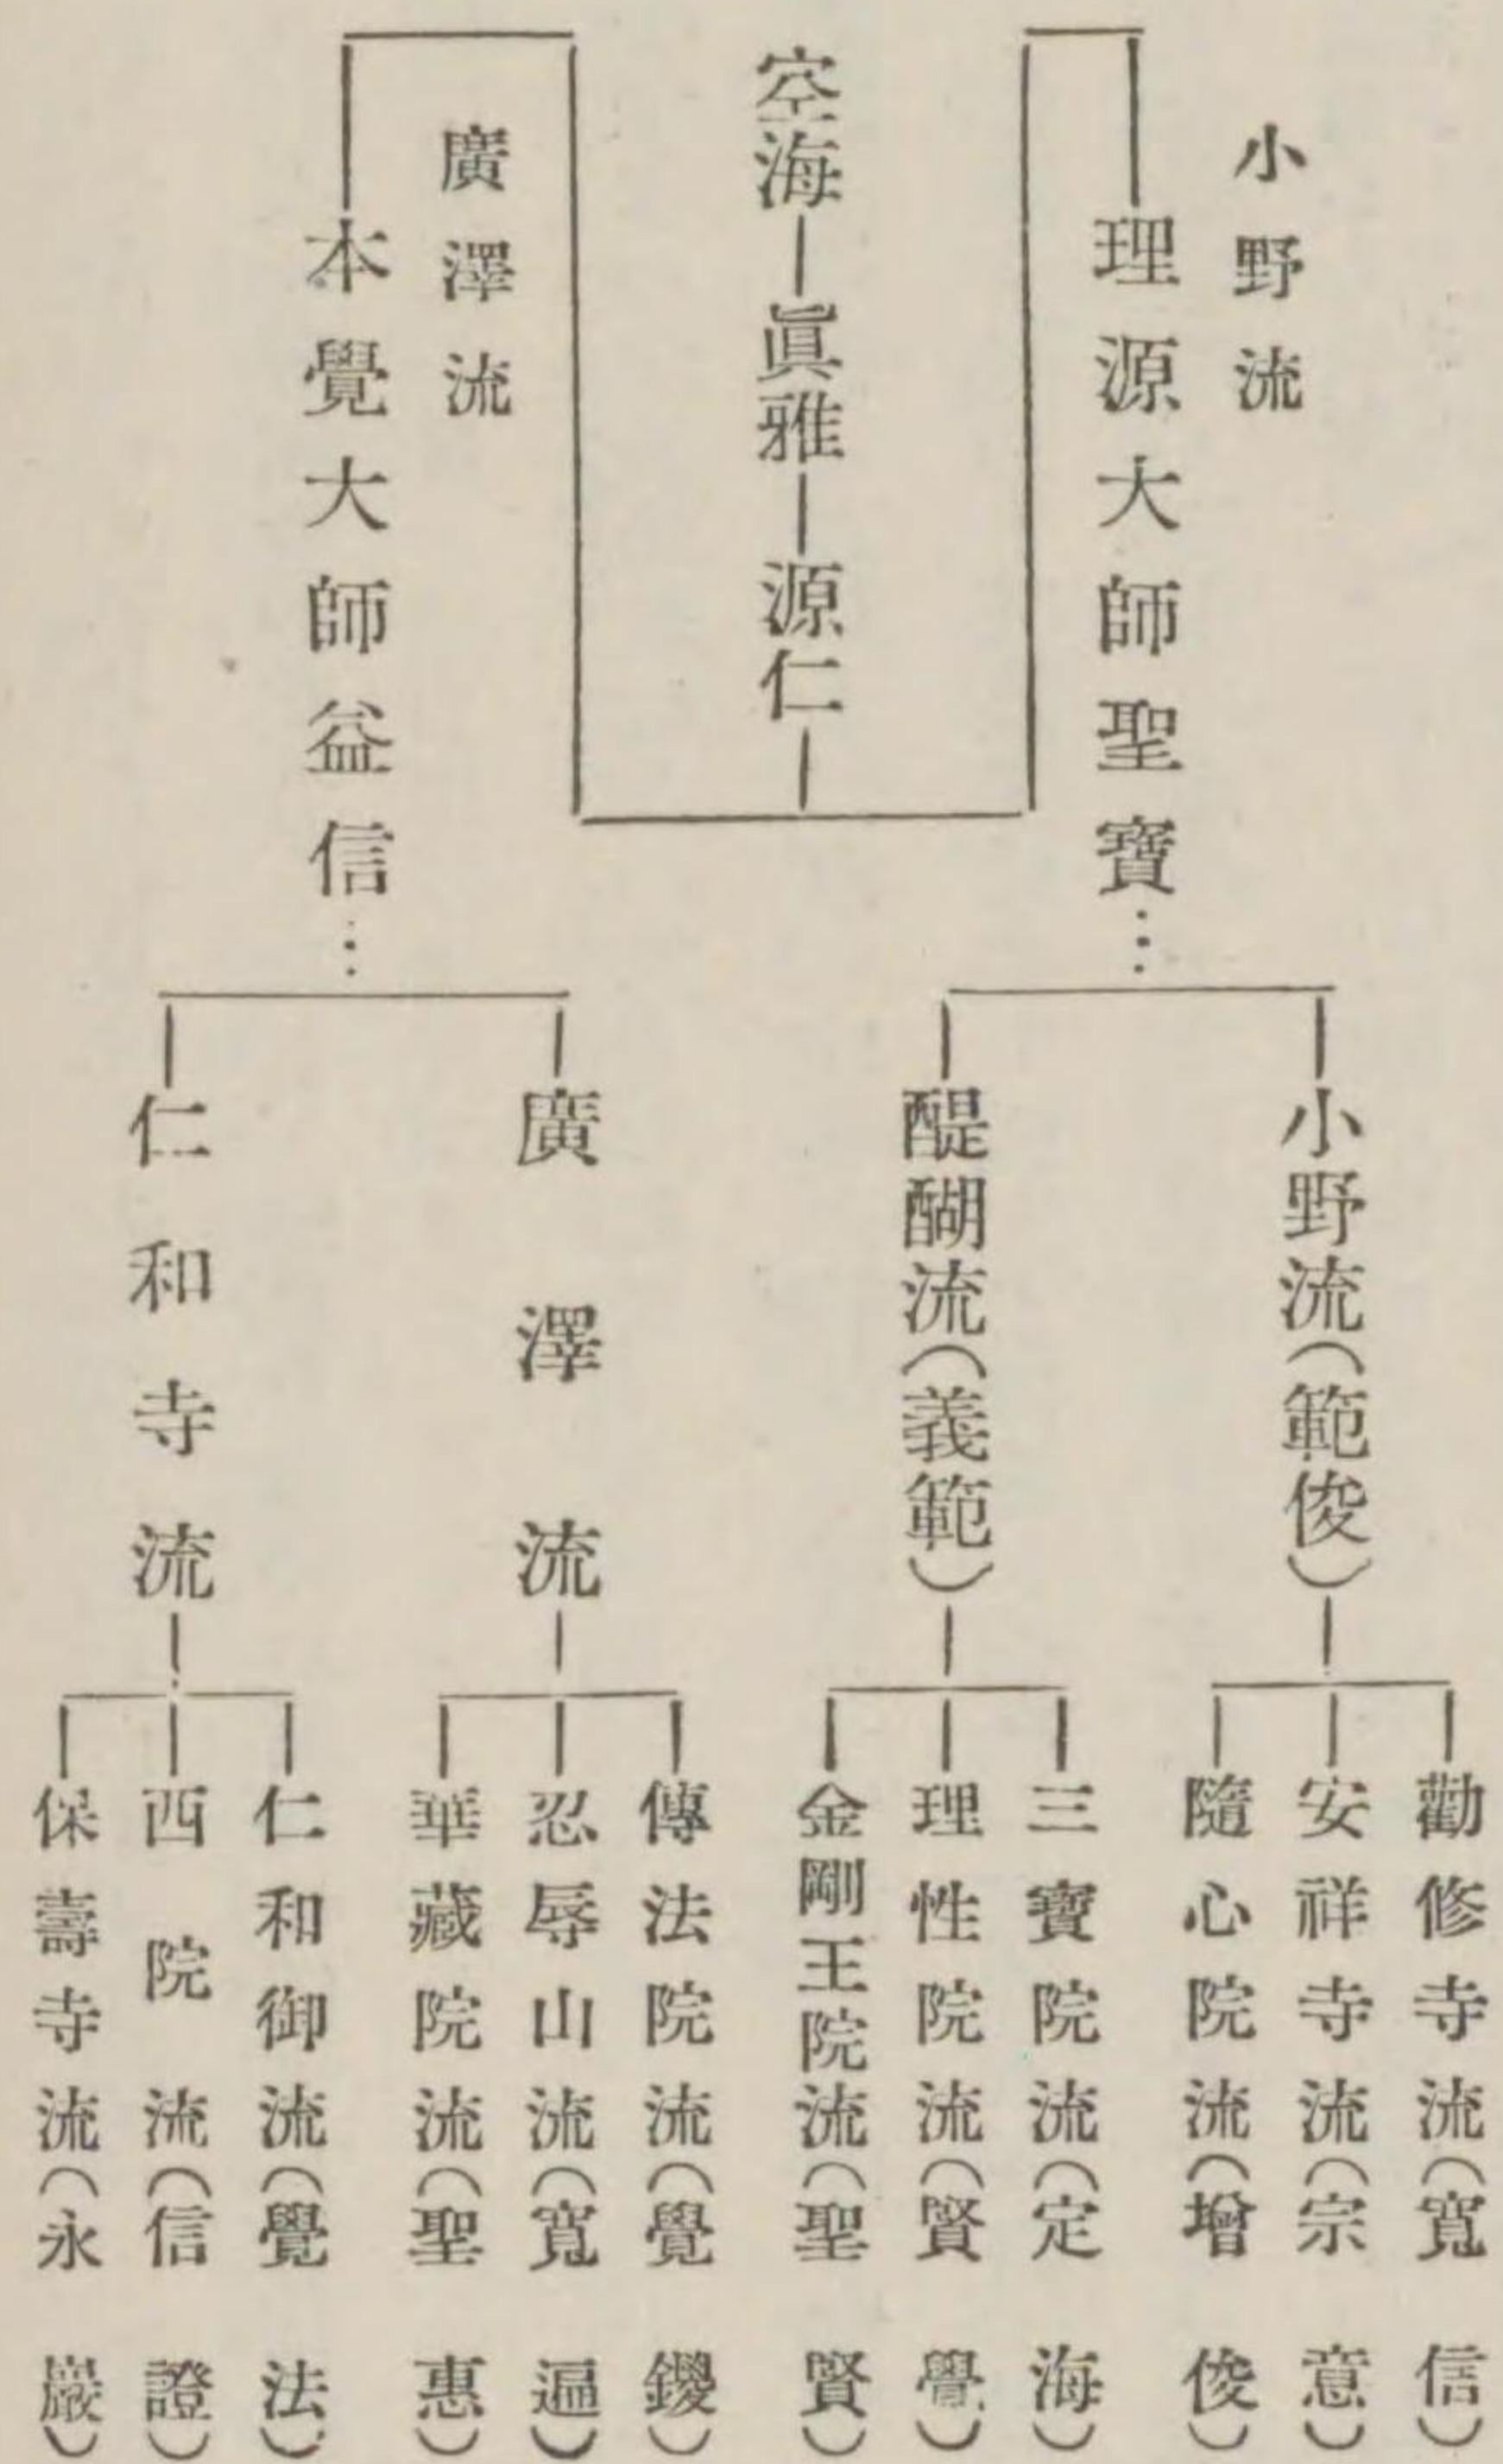 空海―眞雅―源仁
小野流
理源大師聖寶…
小野流(範俊)
勸修寺流(寬信)
安祥寺流(宗意)
隨心院流(增俊)
醍醐流(義範)
三寶院流(定海)
理性院流(賢覺)
金剛王院流(聖賢)
廣澤流
本覺大師益信…
廣澤流
傳法院流(覺鑁)
忍辱山流(寬遍)
華藏院流(聖惠)
仁和寺流
仁和御流(覺法)
西院流(信證)
保壽寺流(永嚴)